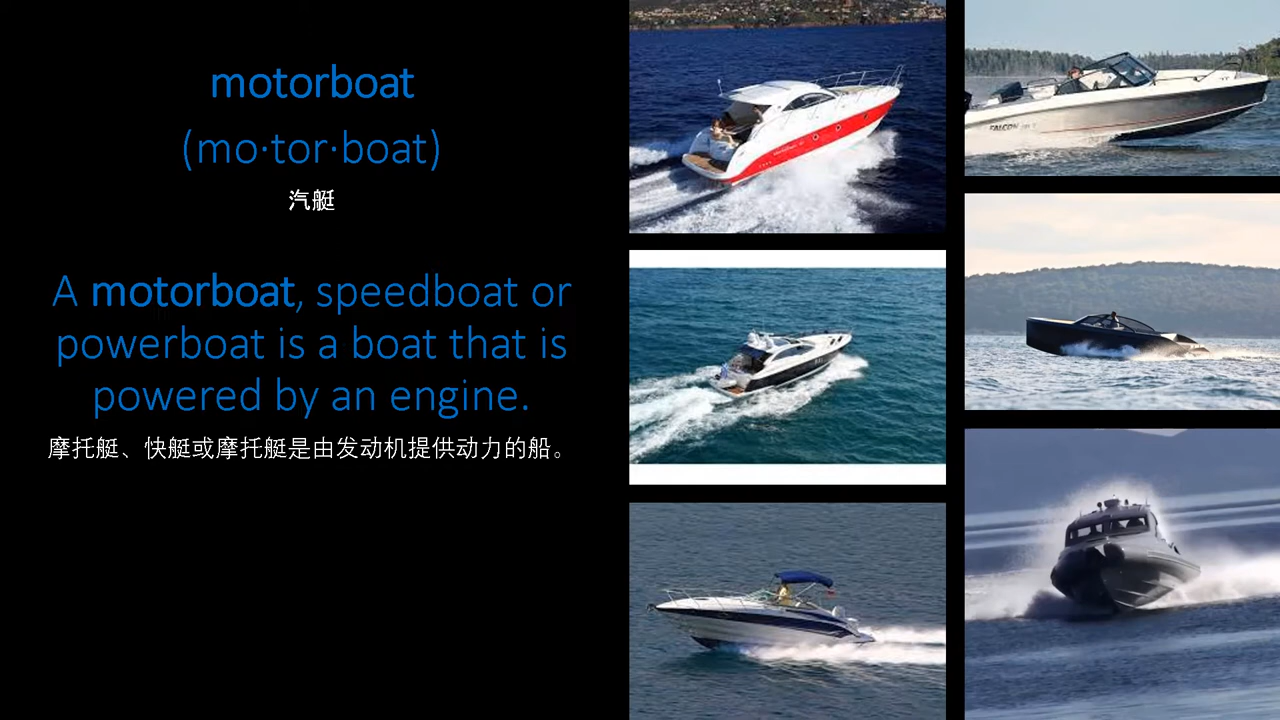 motorboat
(mo·tor·boat)
汽艇
A motorboat, speedboat or
powerboat is a boat that is
powered by an engine.
摩托艇、快艇或摩托艇是由发动机提供动力的船。
FALCON